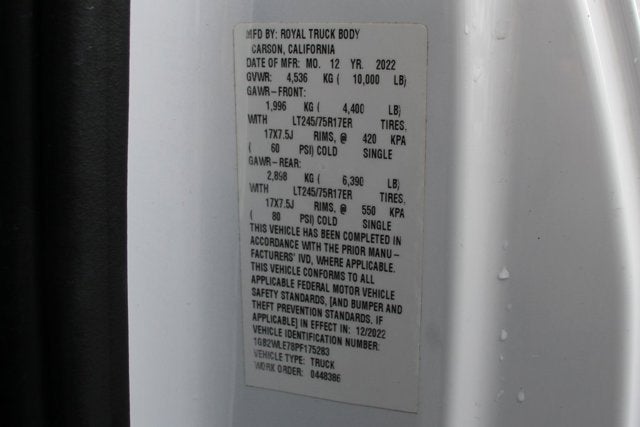 MFD BY: ROYAL TRUCK BODY
CARSON, CALIFORNIA
DATE OF MFR: MO. 12 YR. 2022
GVWR: 4,536 KG ( 10,000 LB)
GAWR-FRONT:
1,996 KG ( 4,400 LB)
WITH LT245/75R17ER TIRES,
17X7.5J RIMS, @ 420 KPA
( 60 PSI) COLD SINGLE
GAWR-REAR:
2,898 KG ( 6,390 LB)
WITH LT245/75R17ER TIRES,
17X7.5J RIMS, @ 550 KPA
( 80 PSI) COLD SINGLE
THIS VEHICLE HAS BEEN COMPLETED IN
ACCORDANCE WITH THE PRIOR MANU-
FACTURERS' IVD, WHERE APPLICABLE.
THIS VEHICLE CONFORMS TO ALL
APPLICABLE FEDERAL MOTOR VEHICLE
SAFETY STANDARDS, [AND BUMPER AND
THEFT PREVENTION STANDARDS, IF
APPLICABLE] IN EFFECT IN: 12/2022
VEHICLE IDENTIFICATION NUMBER:
1GB2WLE78PF175283
VEHICLE TYPE: TRUCK
WORK ORDER: 0448386